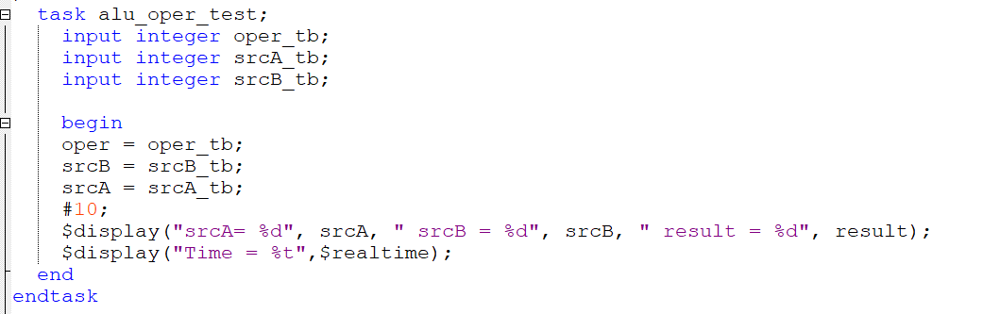 task alu_oper_test;
input integer oper_tb;
input integer srcA_tb;
input integer srcB_tb;
begin
oper = oper_tb;
srcB = srcB_tb;
srcA = srcA_tb;
#10;
$display("srcA= %d", srcA, " srcB = %d", srcB, " result = %d", result);
$display("Time = %t",$realtime);
end
endtask